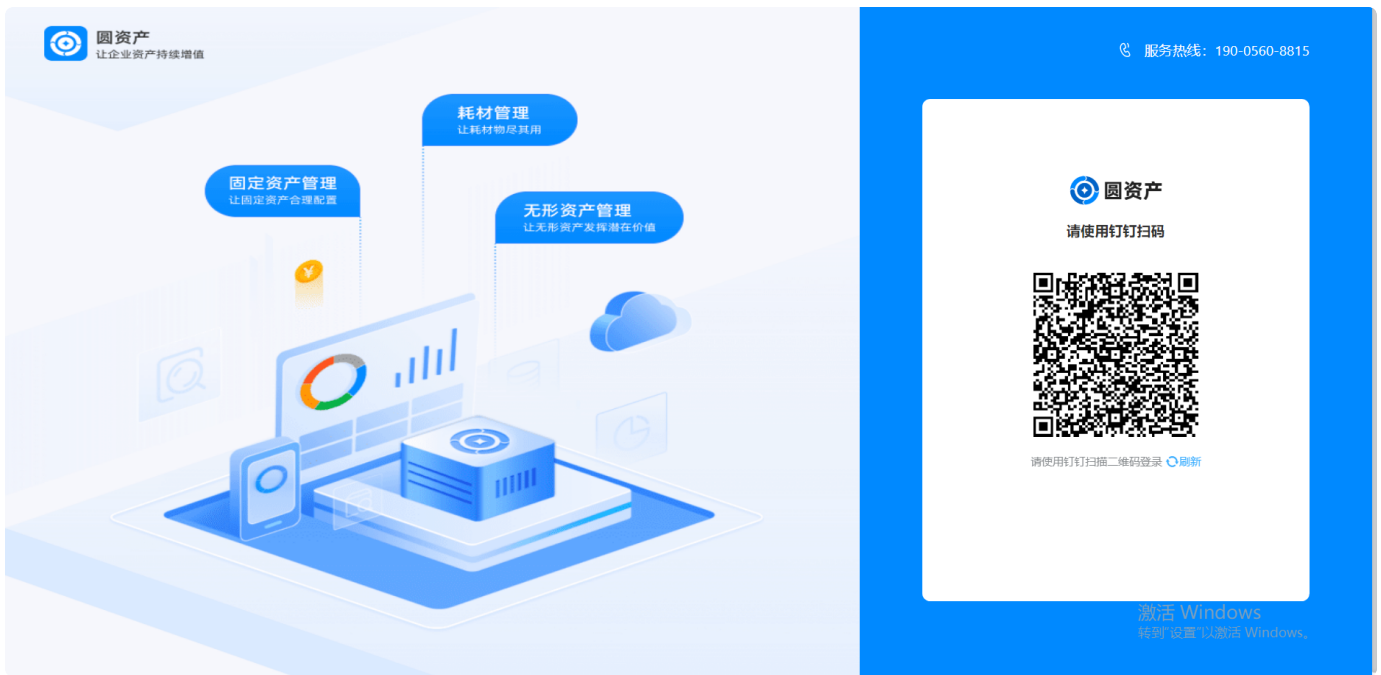 圆资产
让企业资产持续增值
服务热线：190-0560-8815
耗材管理
让耗材物尽其用
固定资产管理
让固定资产合理配置
无形资产管理
让无形资产发挥潜在价值
¥
圆资产
请使用钉钉扫码
请使用钉钉扫描二维码登录 刷新
激活 Windows
转到"设置"以激活 Windows。